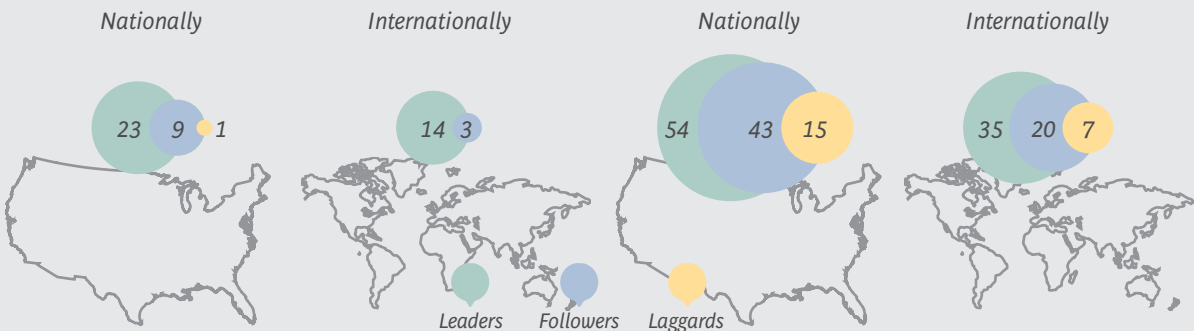 Nationally Internationally Nationally Internationally
23 9 1 14 3 54 43 15 35 20 7
Leaders Followers Laggards